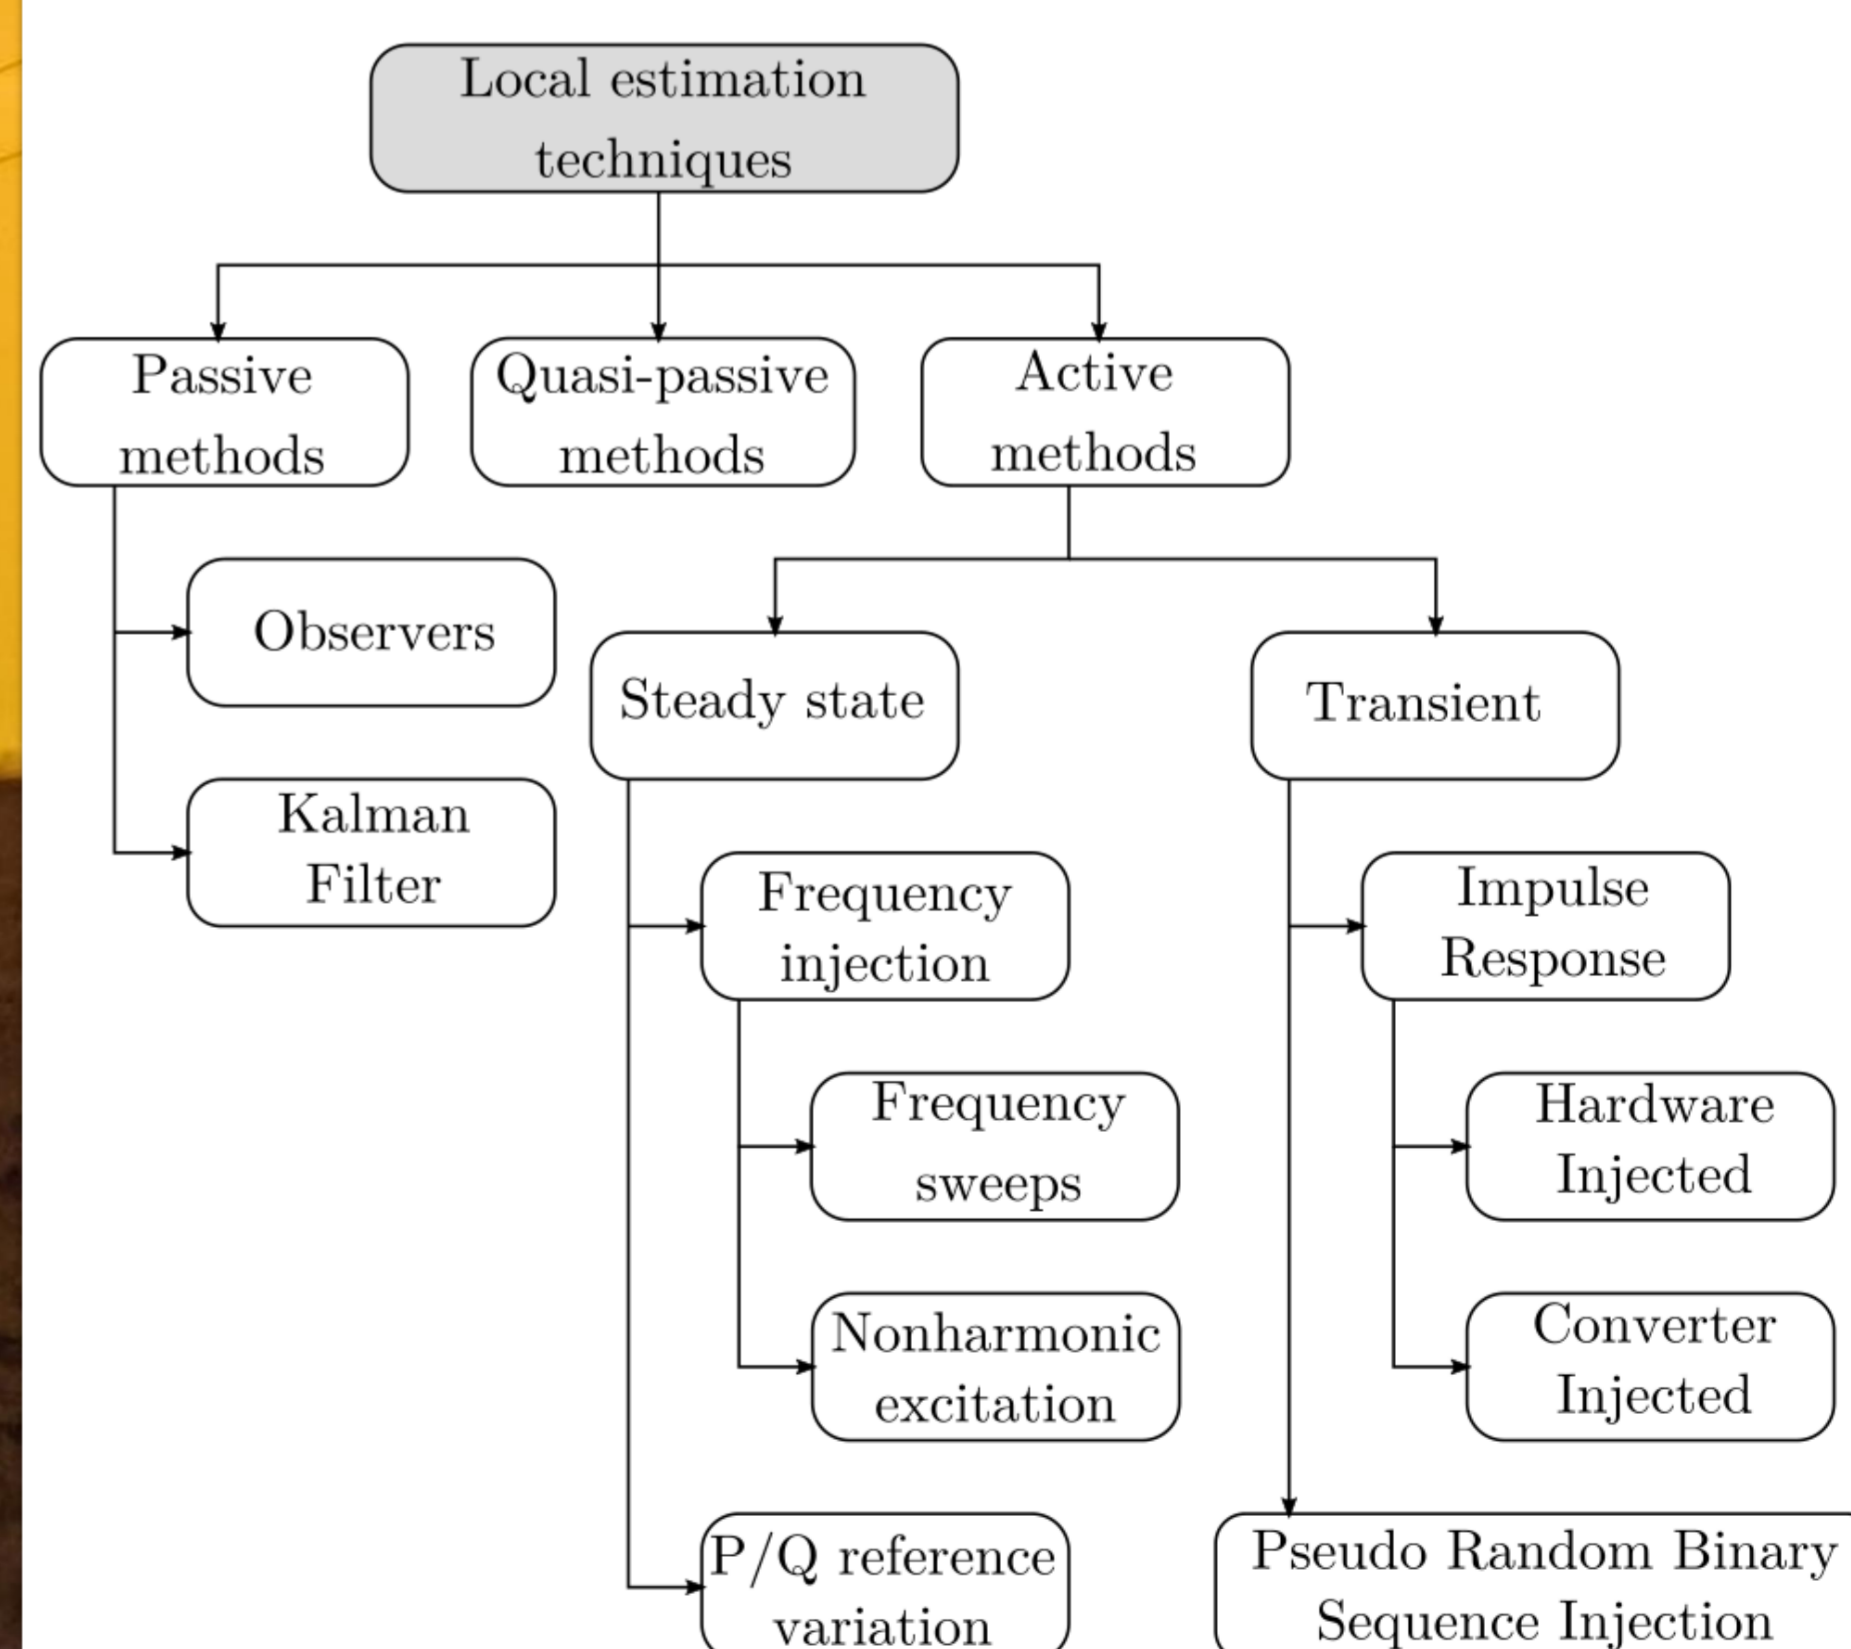 Local estimation
techniques
Passive
methods
Quasi-passive
methods
Active
methods
Observers
Kalman
Filter
Steady state
Transient
Frequency
injection
Impulse
Response
Frequency
sweeps
Hardware
Injected
Nonharmonic
excitation
Converter
Injected
P/Q reference
variation
Pseudo Random Binary
Sequence Injection